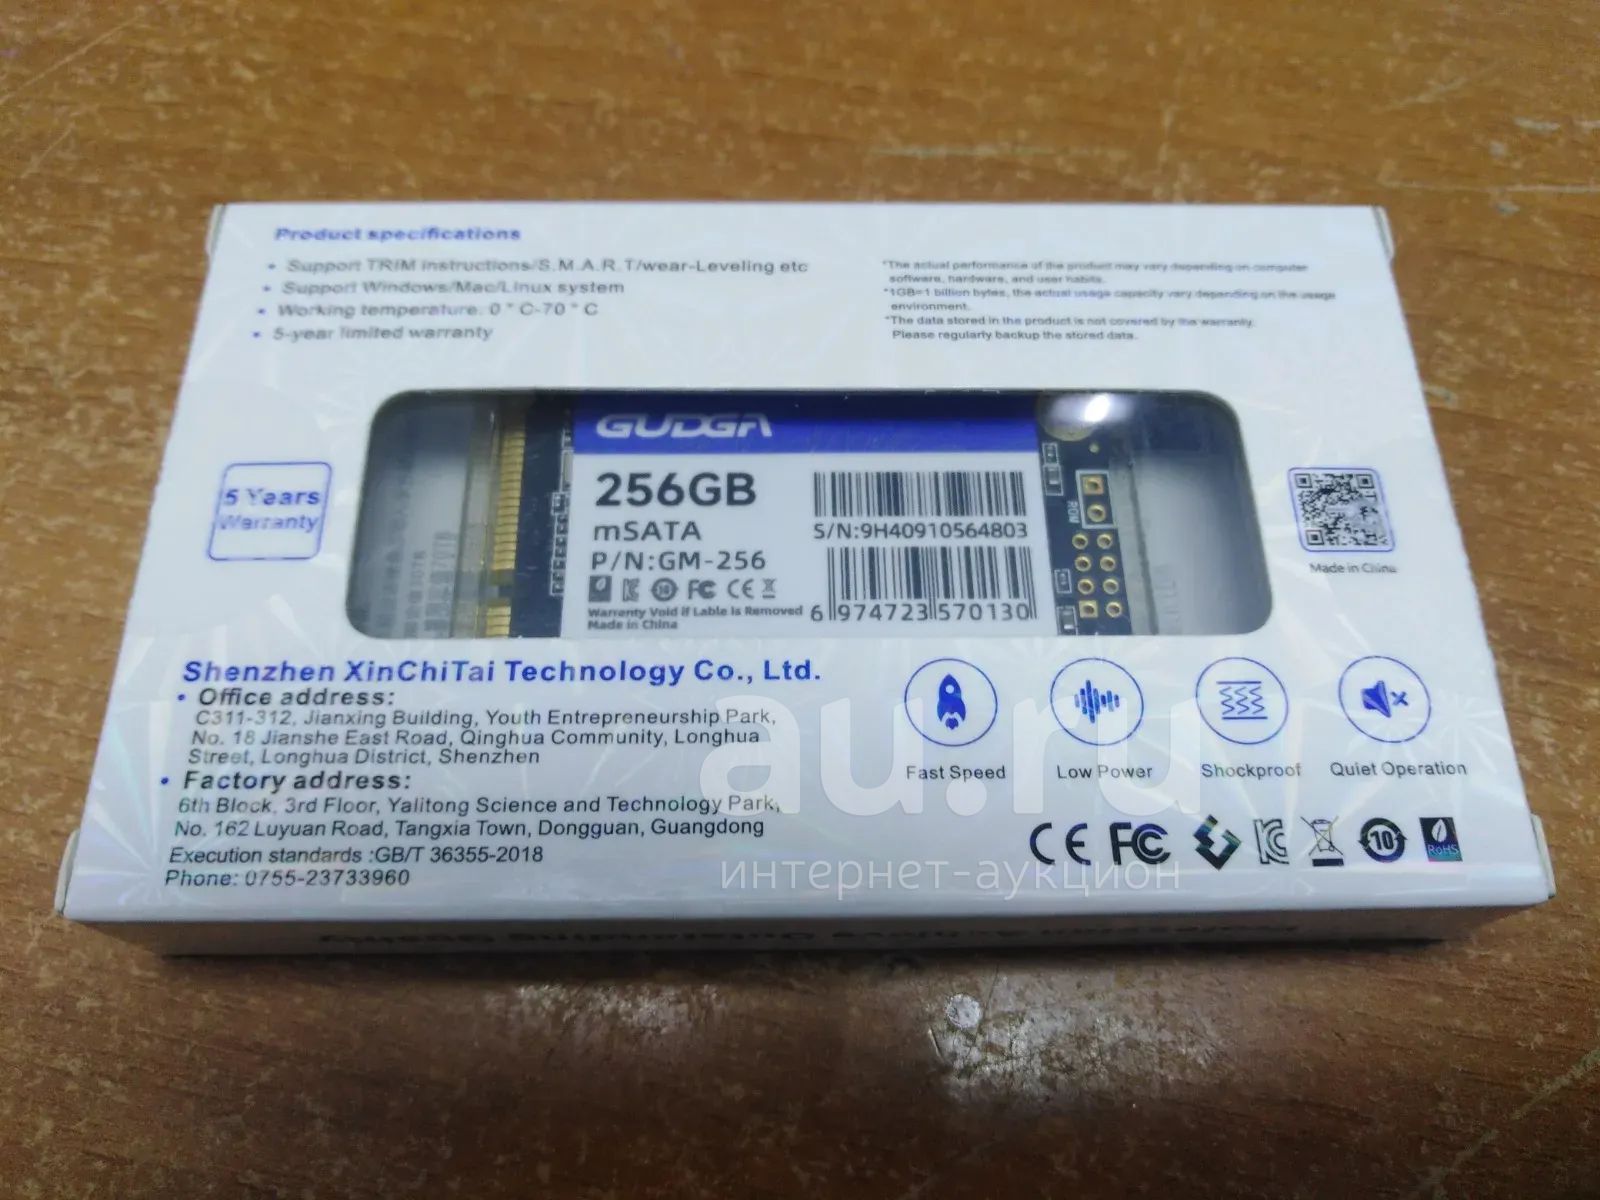 Product specifications
• Support TRIM instructions/S.M.A.R.T/wear-Leveling etc
• Support Windows/Mac/Linux system
• Working temperature: 0 ° C-70 ° C
• 5-year limited warranty
*The actual performance of the product may vary depending on computer
software, hardware, and user habits.
*1GB=1 billion bytes, the actual usage capacity vary depending on the usage
environment.
*The data stored in the product is not covered by the warranty.
Please regularly backup the stored data.
5 Years
Warranty
GUDGA
256GB
mSATA
P/N:GM-256
S/N:9H40910564803
10 FC CE
Warranty Void if Lable is Removed
Made in China
6 974723 570130
ROM
Made in China
Shenzhen XinChiTai Technology Co., Ltd.
• Office address:
C311-312, Jianxing Building, Youth Entrepreneurship Park,
No. 18 Jianshe East Road, Qinghua Community, Longhua
Street, Longhua District, Shenzhen
• Factory address:
6th Block, 3rd Floor, Yalitong Science and Technology Park,
No. 162 Luyuan Road, Tangxia Town, Dongguan, Guangdong
Execution standards :GB/T 36355-2018
Phone: 0755-23733960
Fast Speed
Low Power
Shockproof
Quiet Operation
CE FC 10 RoHS
au.ru
интернет-аукцион